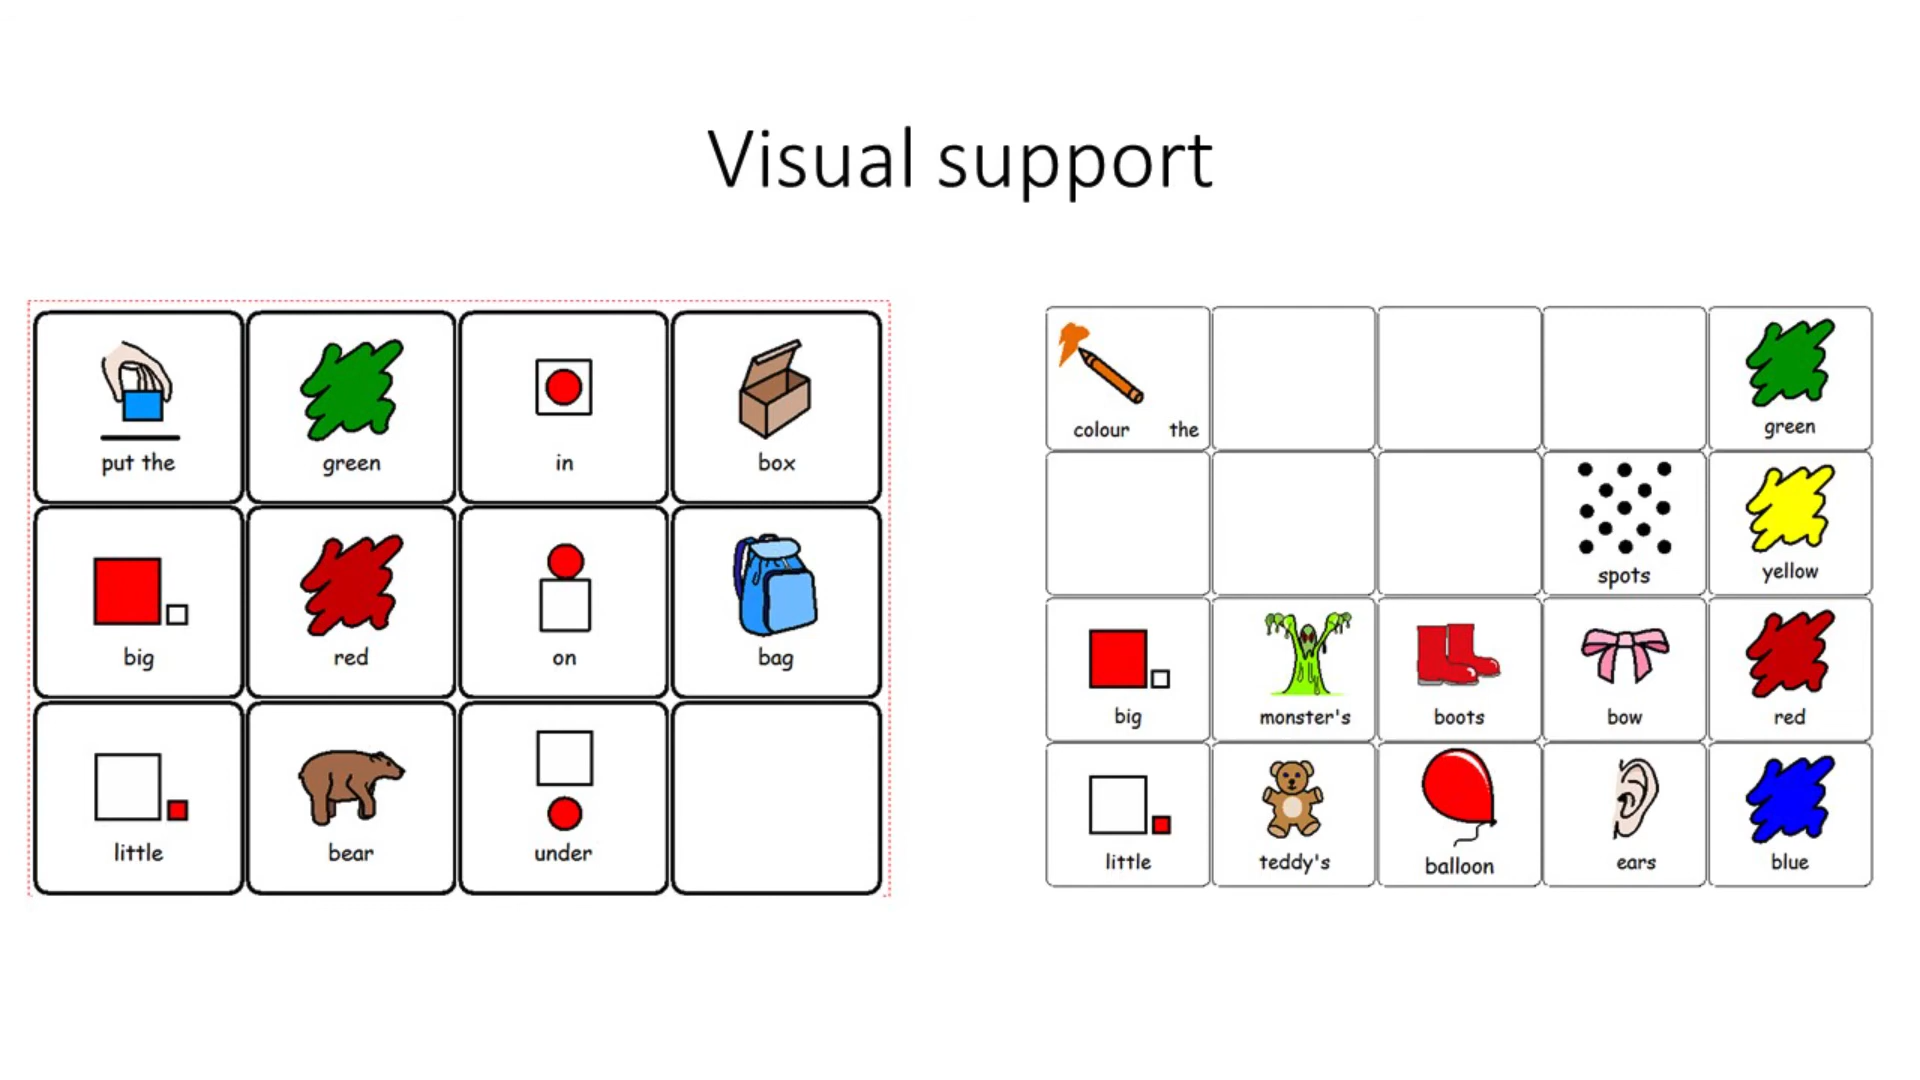 Visual support
put the
green
in
box
big
red
on
bag
little
bear
under
colour the
green
spots
yellow
big
monster's
boots
bow
red
little
teddy's
balloon
ears
blue